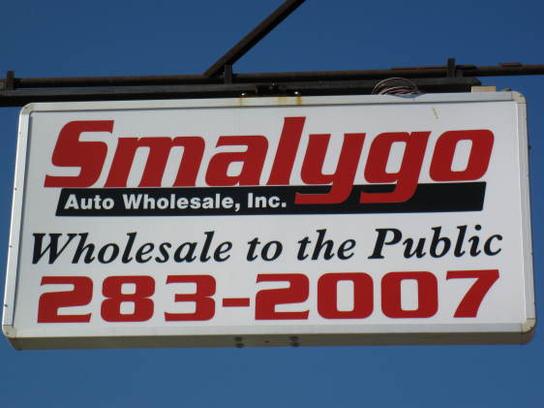 Smalygo
Auto Wholesale, Inc.
Wholesale to the Public
283-2007